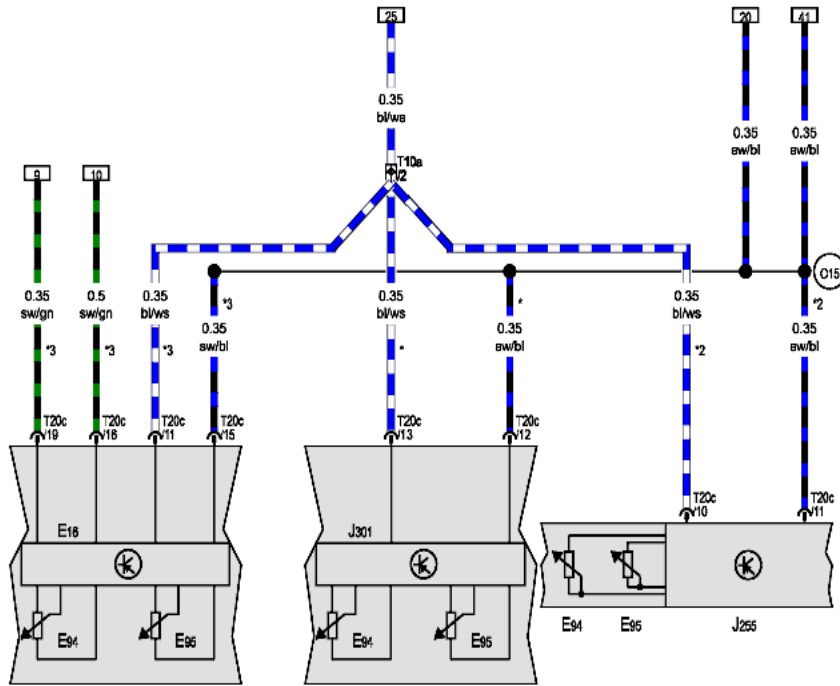 25
20
41
0.35
bl/ws
T10a
/2
0.35
sw/bl
0.35
sw/bl
9
10
O15
0.35
sw/gn
*3
0.5
sw/gn
*3
0.35
bl/ws
*3
*3
0.35
sw/bl
0.35
bl/ws
*
*
0.35
sw/bl
0.35
bl/ws
*2
*2
0.35
sw/bl
T20c
/19
T20c
/16
T20c
/11
T20c
/15
T20c
/13
T20c
/12
T20c
/10
T20c
/11
E16
J301
E94
E95
E94
E95
E94
E95
J255